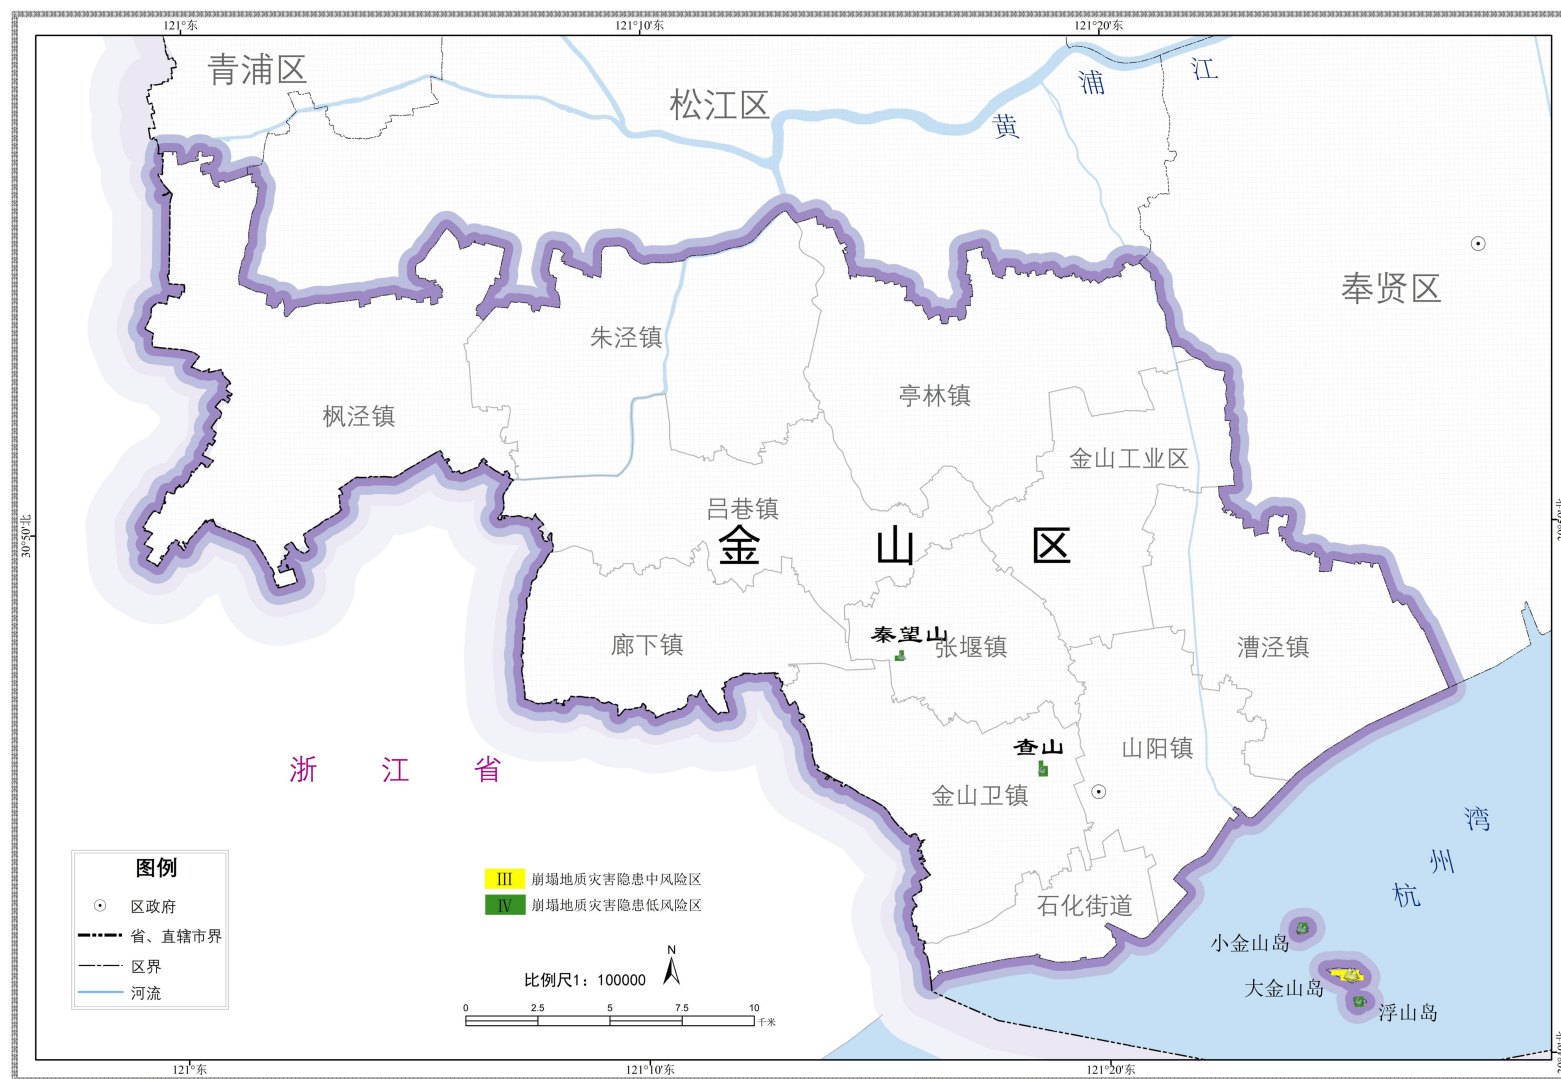 121°东
121°10'东
121°20'东
青浦区
松江区
浦
江
黄
奉贤区
朱泾镇
枫泾镇
亭林镇
金山工业区
吕巷镇
金 山 区
30°50'北
秦望山
廊下镇
张堰镇
漕泾镇
查山
山阳镇
浙 江 省
金山卫镇
湾
州
杭
石化街道
小金山岛
大金山岛
浮山岛
图例
区政府
省、直辖市界
区界
河流
III 崩塌地质灾害隐患中风险区
IV 崩塌地质灾害隐患低风险区
N
比例尺1：100000
0 2.5 5 7.5 10
千米
121°东
121°10'东
121°20'东